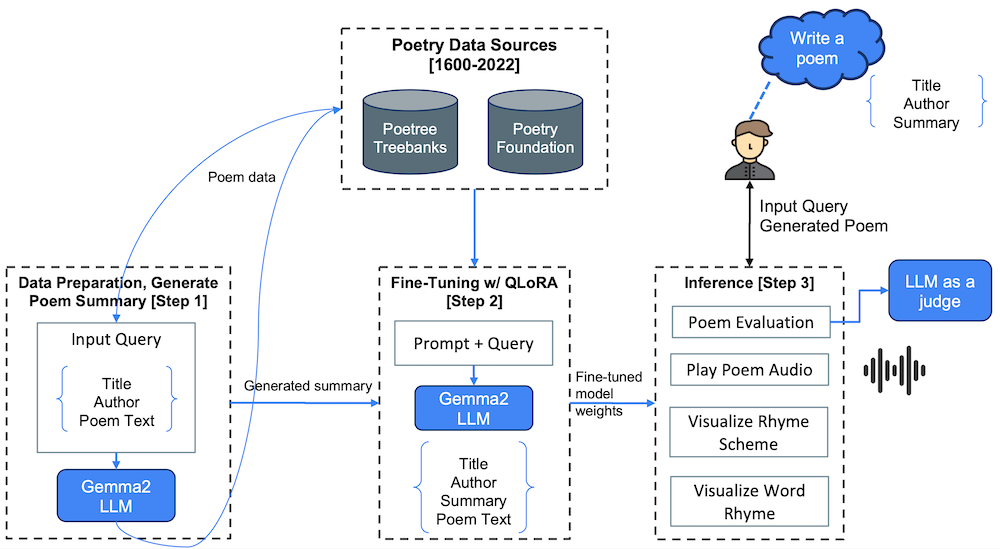 Poetry Data Sources
[1600-2022]
Poetree
Treebanks
Poetry
Foundation
Write a
poem
Title
Author
Summary
Poem data
Input Query
Generated Poem
Data Preparation, Generate
Poem Summary [Step 1]
Input Query
Title
Author
Poem Text
Gemma2
LLM
Generated summary
Fine-Tuning w/ QLoRA
[Step 2]
Prompt + Query
Gemma2
LLM
Title
Author
Summary
Poem Text
Fine-tuned
model
weights
Inference [Step 3]
Poem Evaluation
Play Poem Audio
Visualize Rhyme
Scheme
Visualize Word
Rhyme
LLM as a
judge